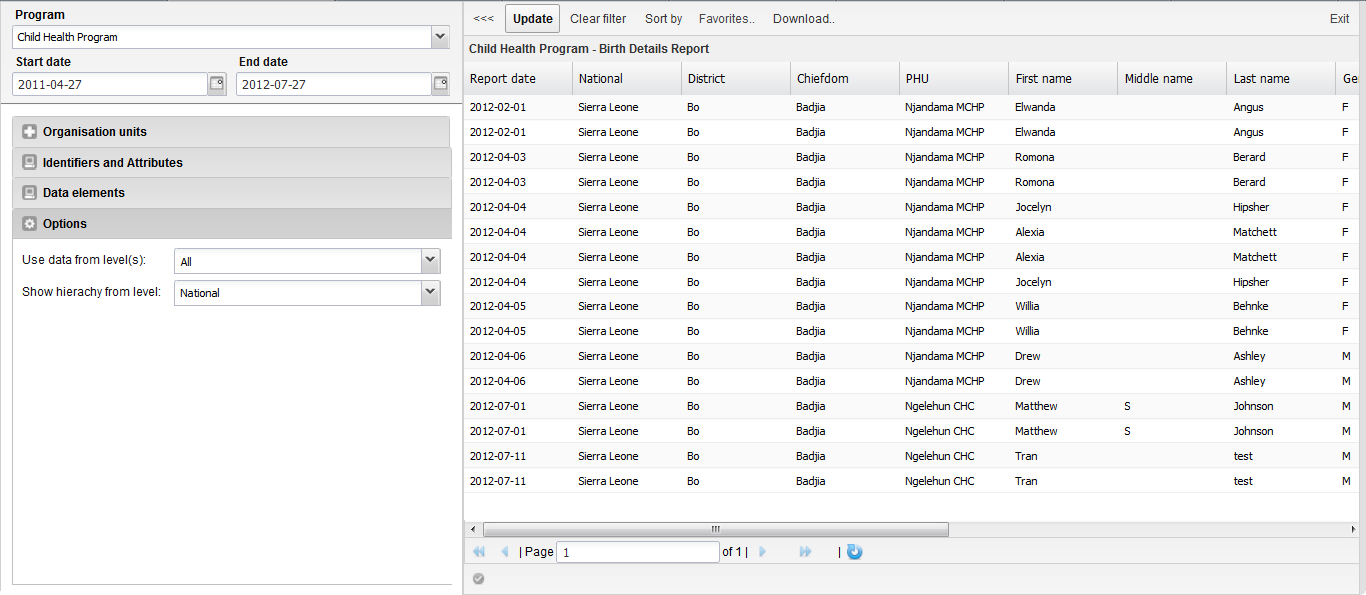 Program
Child Health Program
Start date End date
2011-04-27 2012-07-27
Organisation units
Identifiers and Attributes
Data elements
Options
Use data from level(s): All
Show hierachy from level: National
<<< Update Clear filter Sort by Favorites.. Download.. Exit
Child Health Program - Birth Details Report
Report date National District Chiefdom PHU First name Middle name Last name Ge
2012-02-01 Sierra Leone Bo Badjia Njandama MCHP Elwanda Angus F
2012-02-01 Sierra Leone Bo Badjia Njandama MCHP Elwanda Angus F
2012-04-03 Sierra Leone Bo Badjia Njandama MCHP Romona Berard F
2012-04-03 Sierra Leone Bo Badjia Njandama MCHP Romona Berard F
2012-04-04 Sierra Leone Bo Badjia Njandama MCHP Jocelyn Hipsher F
2012-04-04 Sierra Leone Bo Badjia Njandama MCHP Alexia Matchett F
2012-04-04 Sierra Leone Bo Badjia Njandama MCHP Alexia Matchett F
2012-04-04 Sierra Leone Bo Badjia Njandama MCHP Jocelyn Hipsher F
2012-04-05 Sierra Leone Bo Badjia Njandama MCHP Willia Behnke F
2012-04-05 Sierra Leone Bo Badjia Njandama MCHP Willia Behnke F
2012-04-06 Sierra Leone Bo Badjia Njandama MCHP Drew Ashley M
2012-04-06 Sierra Leone Bo Badjia Njandama MCHP Drew Ashley M
2012-07-01 Sierra Leone Bo Badjia Ngelehun CHC Matthew S Johnson M
2012-07-01 Sierra Leone Bo Badjia Ngelehun CHC Matthew S Johnson M
2012-07-11 Sierra Leone Bo Badjia Ngelehun CHC Tran test M
2012-07-11 Sierra Leone Bo Badjia Ngelehun CHC Tran test M
| Page 1 of 1 | |